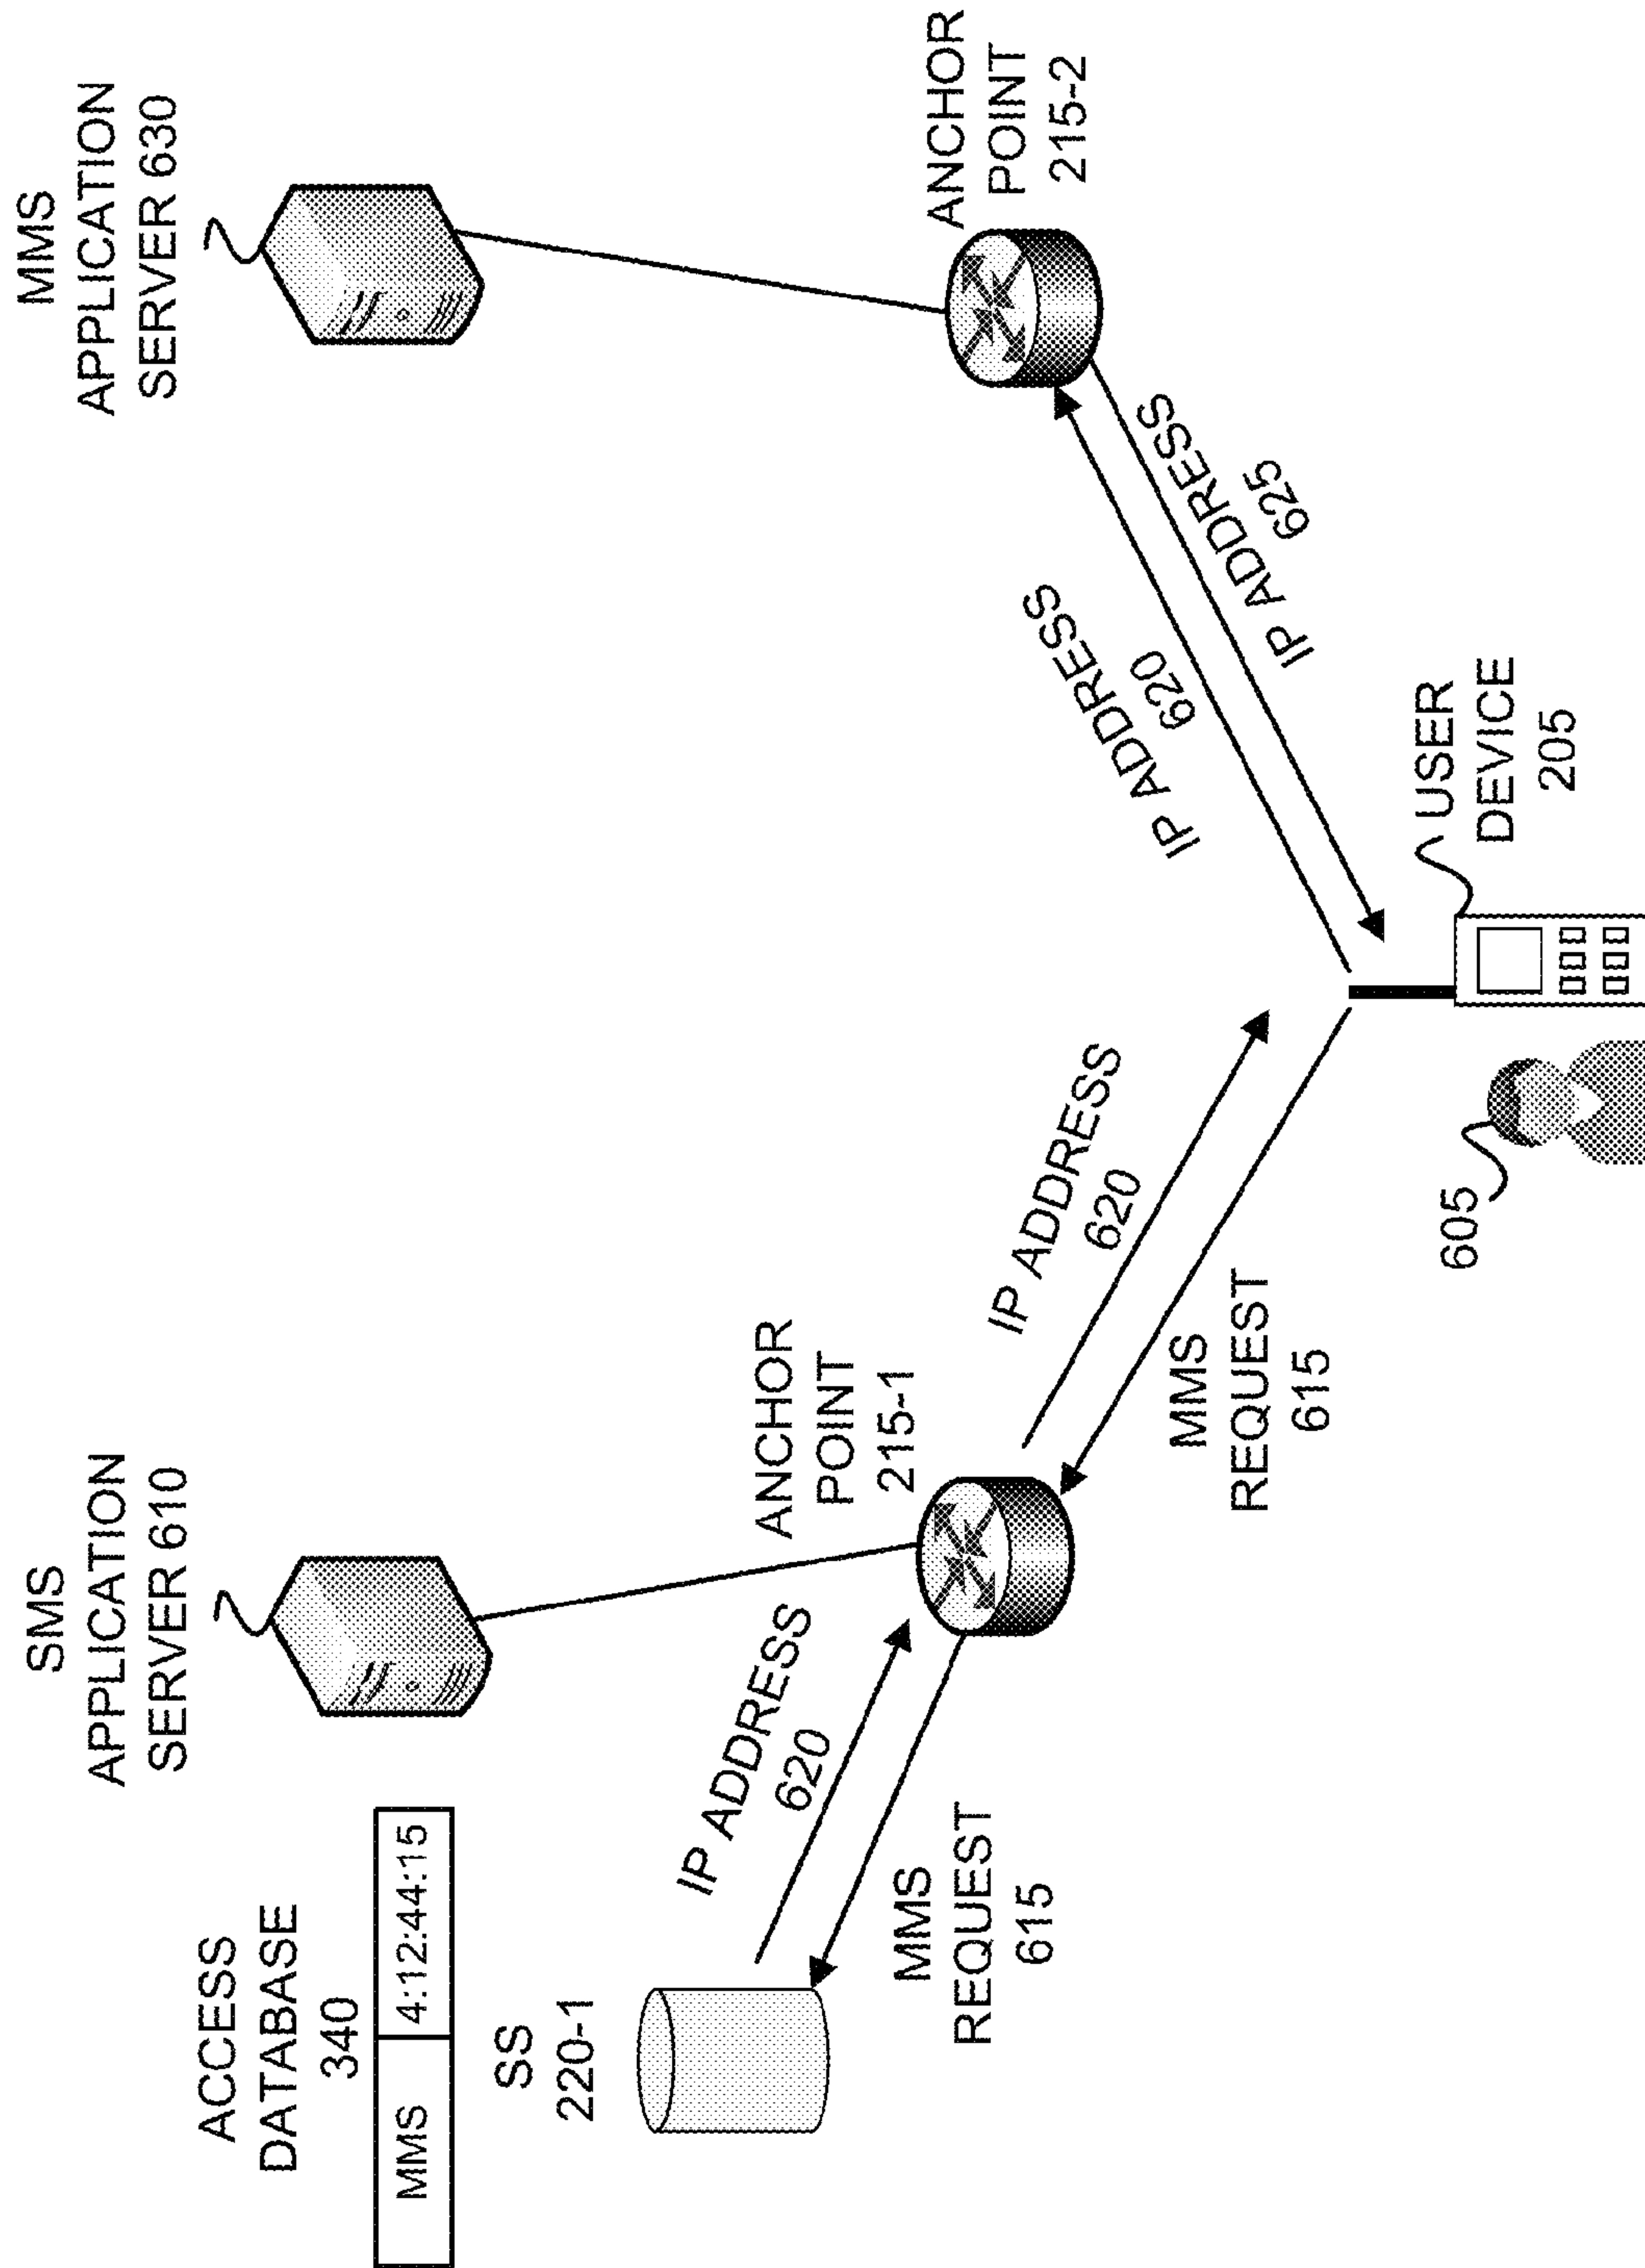 ACCESS
DATABASE
340
MMS
4:12:44:15
SS
220-1
SMS
APPLICATION
SERVER 610
MMS
APPLICATION
SERVER 630
IP ADDRESS
620
MMS
REQUEST
615
ANCHOR
POINT
215-1
IP ADDRESS
620
MMS
REQUEST
615
605
USER
DEVICE
205
IP ADDRESS
620
IP ADDRESS
625
ANCHOR
POINT
215-2